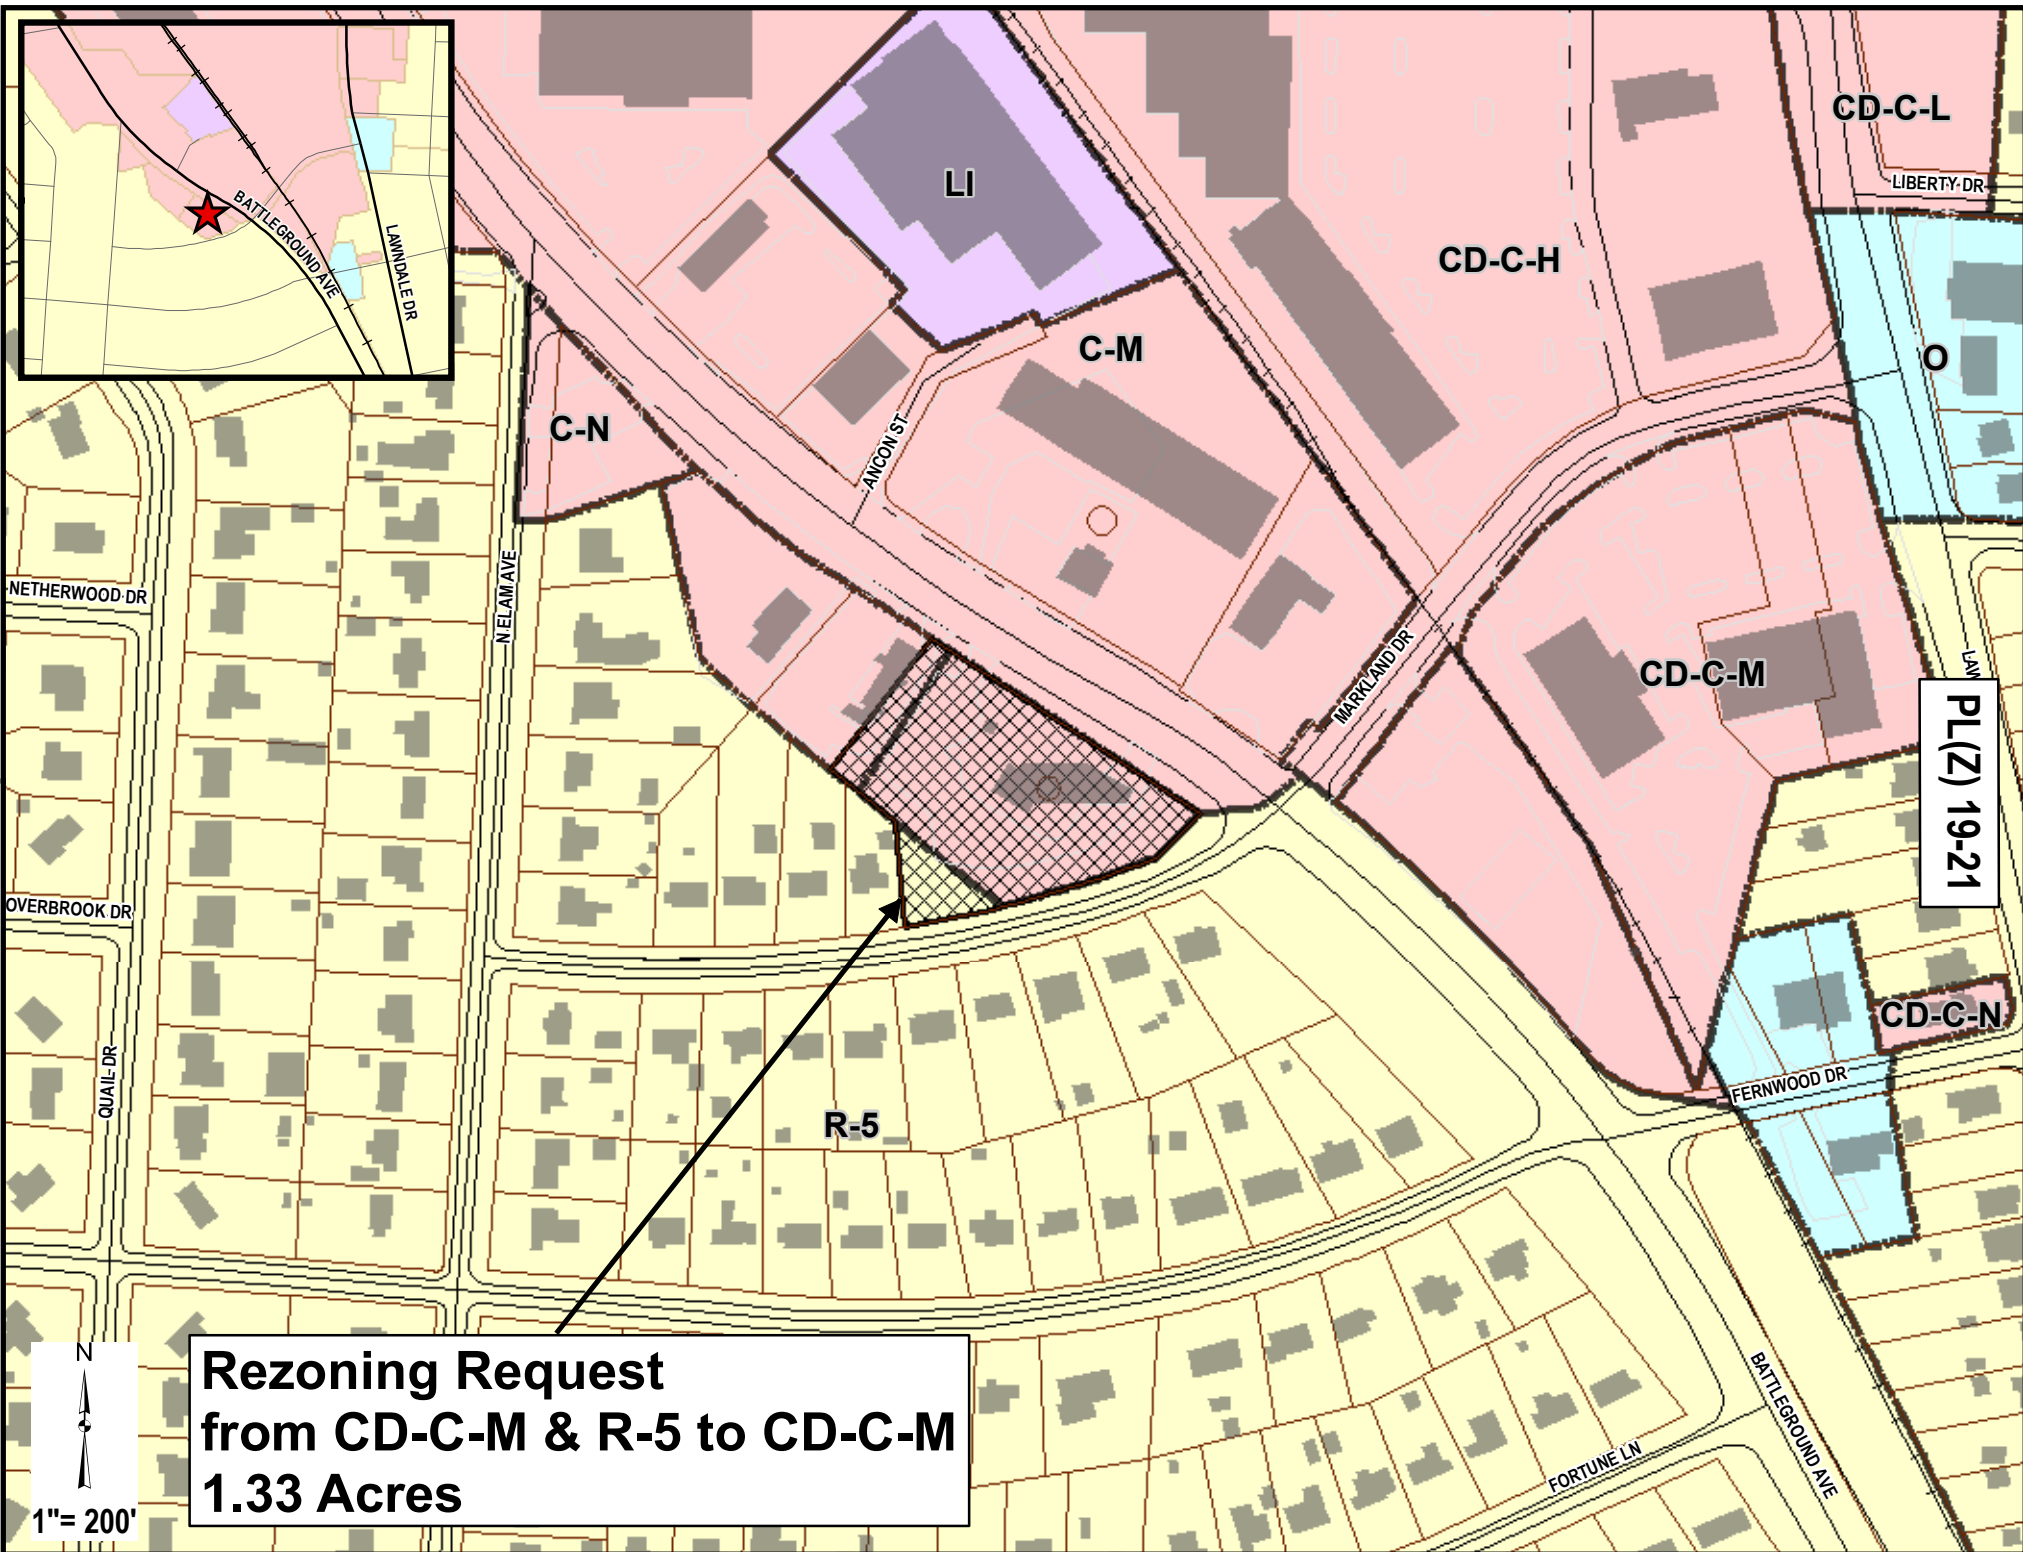 BATTLEGROUND AVE
LAWNDALE DR
LI
CD-C-L
LIBERTY DR
CD-C-H
C-M
O
C-N
ANCON ST
N ELAM AVE
NETHERWOOD DR
MARKLAND DR
CD-C-M
LAW
PL(Z) 19-21
OVERBROOK DR
CD-C-N
QUAIL DR
FERNWOOD DR
R-5
N
1"= 200'
Rezoning Request
from CD-C-M & R-5 to CD-C-M
1.33 Acres
FORTUNE LN
BATTLEGROUND AVE